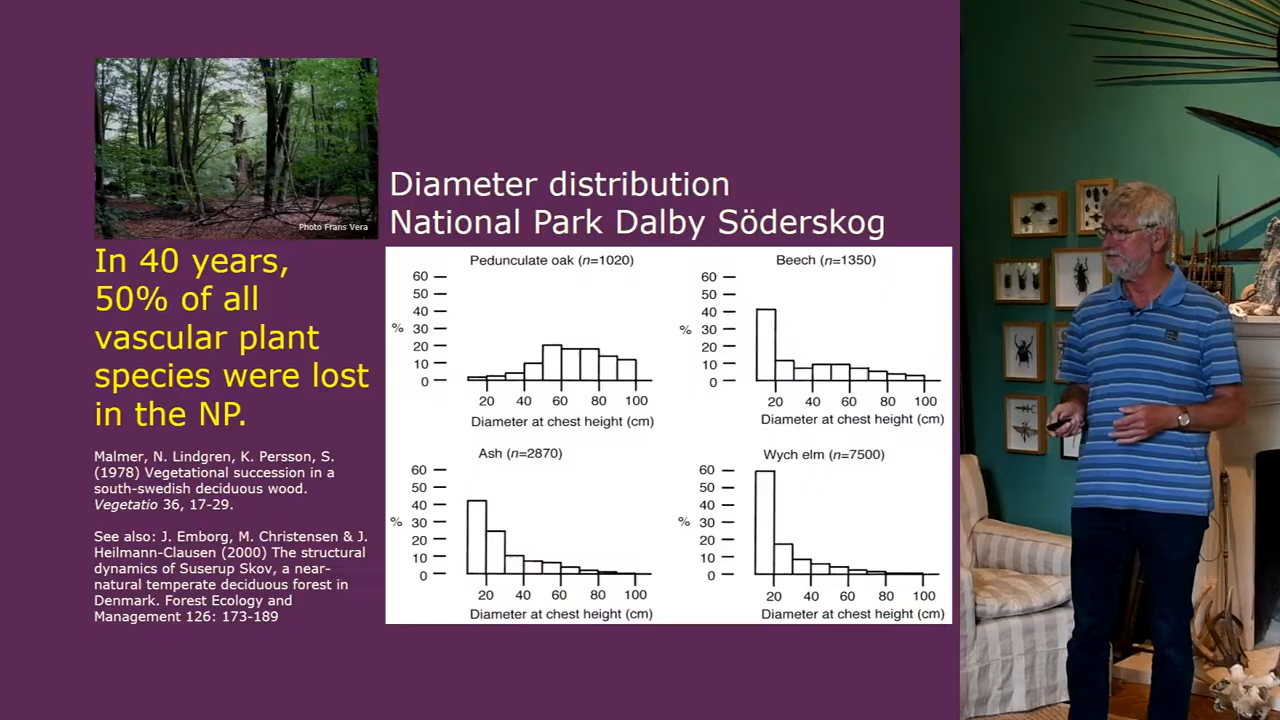 Photo Frans Vera
In 40 years,
50% of all
vascular plant
species were lost
in the NP.
Malmer, N. Lindgren, K. Persson, S.
(1978) Vegetational succession in a
south-swedish deciduous wood.
Vegetatio 36, 17-29.
See also: J. Emborg, M. Christensen & J.
Heilmann-Clausen (2000) The structural
dynamics of Suserup Skov, a near-
natural temperate deciduous forest in
Denmark. Forest Ecology and
Management 126: 173-189
Diameter distribution
National Park Dalby Söderskog
Pedunculate oak (n=1020)
60
50
40
% 30
20
10
0
20 40 60 80 100
Diameter at chest height (cm)
Beech (n=1350)
60
50
40
% 30
20
10
0
20 40 60 80 100
Diameter at chest height (cm)
Ash (n=2870)
60
50
40
% 30
20
10
0
20 40 60 80 100
Diameter at chest height (cm)
Wych elm (n=7500)
60
50
40
% 30
20
10
0
20 40 60 80 100
Diameter at chest height (cm)